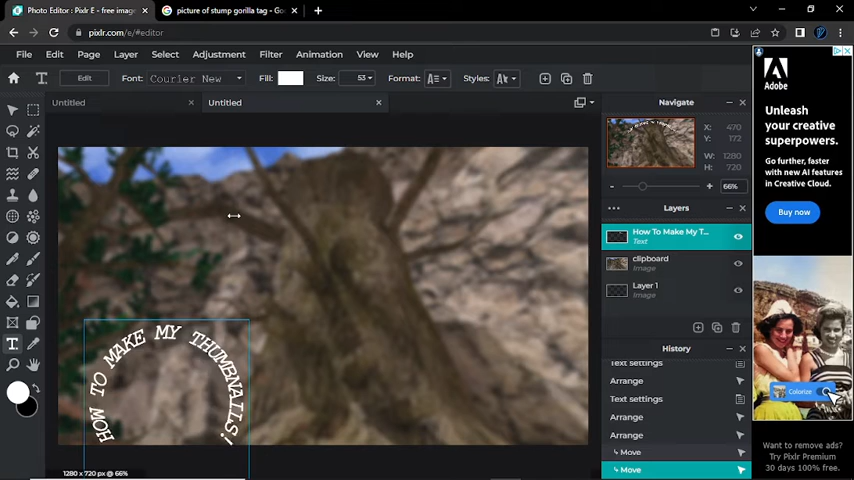 Photo Editor : Pixlr E - free imag
picture of stump gorilla tag - Go
pixlr.com/e/#editor
File Edit Page Layer Select Adjustment Filter Animation View Help
Edit Font: Courier New Fill: Size: 53 Format: Styles:
Untitled
Untitled
HOW TO MAKE MY THUMBNAILS!
1280 x 720 px @ 66%
Navigate
X: 470
Y: 172
W: 1280
H: 720
66%
Layers
How To Make My T...
Text
clipboard
Image
Layer 1
Image
History
Text settings
Arrange
Text settings
Arrange
Arrange
Move
Move
Adobe
Unleash
your creative
superpowers.
Go further, faster
with new AI features
in Creative Cloud.
Buy now
Colorize
Want to remove ads?
Try Pixlr Premium
30 days 100% free.